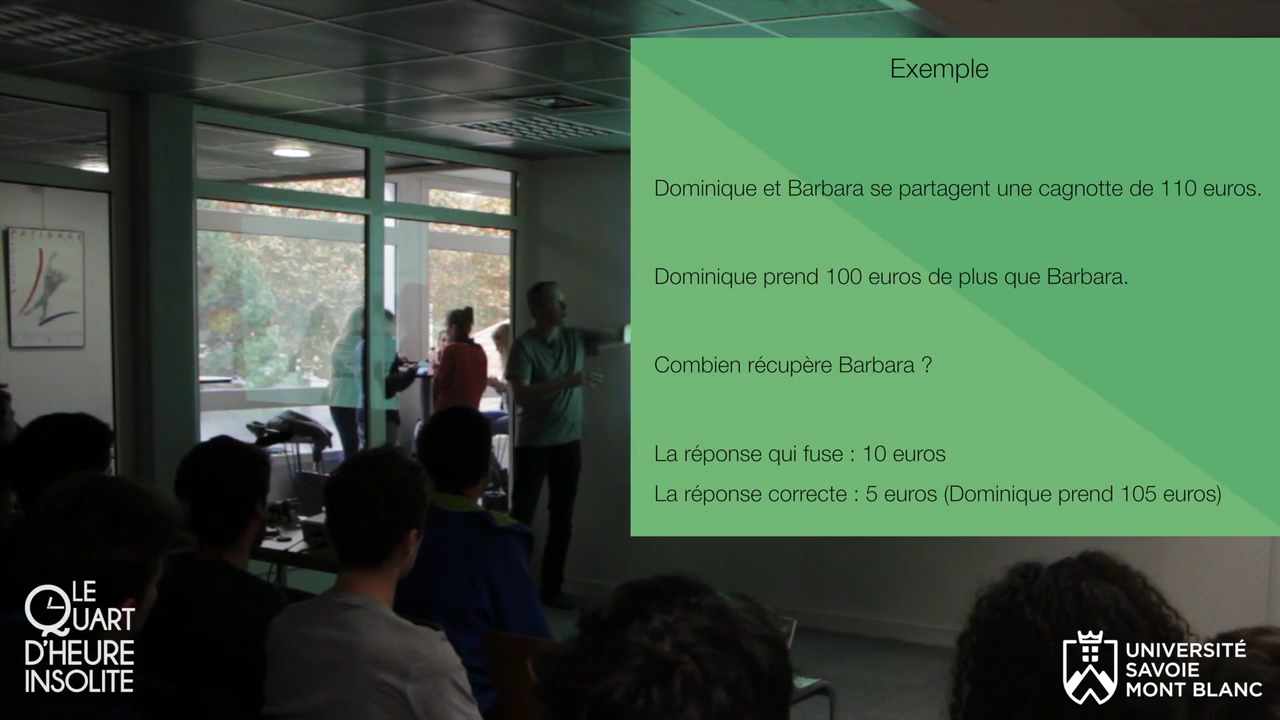 Exemple
Dominique et Barbara se partagent une cagnotte de 110 euros.
Dominique prend 100 euros de plus que Barbara.
Combien récupère Barbara ?
La réponse qui fuse : 10 euros
La réponse correcte : 5 euros (Dominique prend 105 euros)
PATINAGE
LE
QUART
D'HEURE
INSOLITE
UNIVERSITÉ
SAVOIE
MONT BLANC